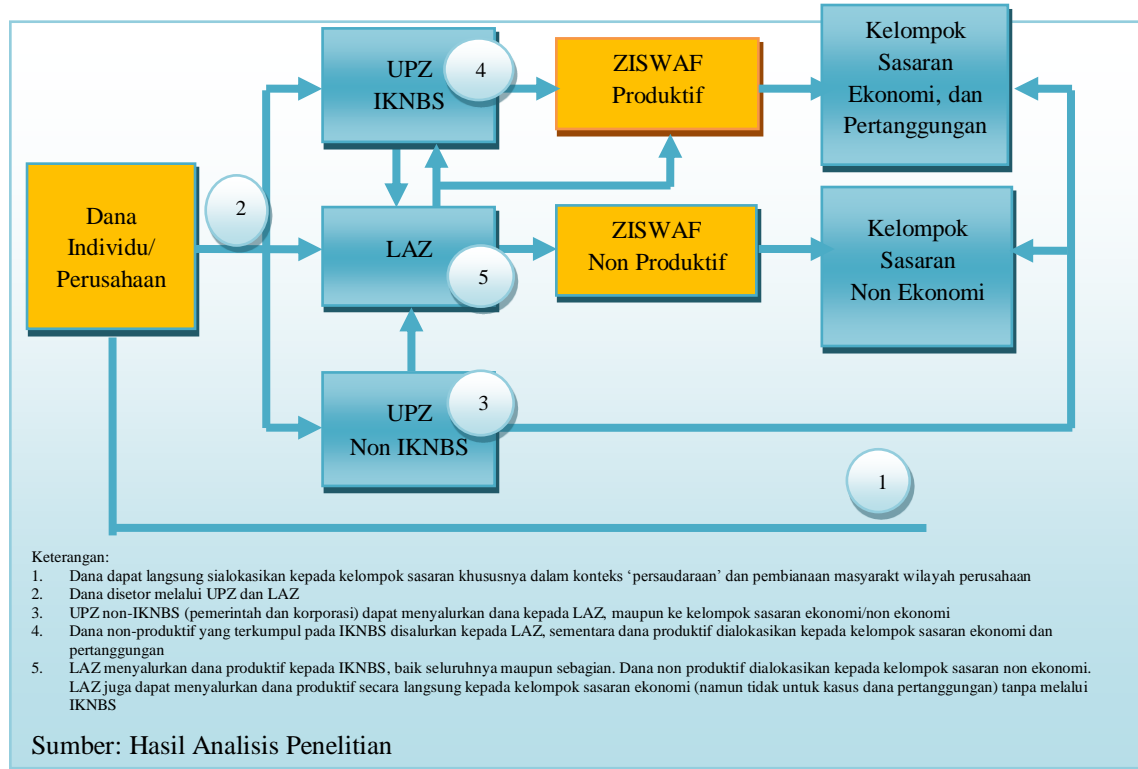 UPZ
IKNBS
4
ZISWAF
Produktif
Kelompok
Sasaran
Ekonomi, dan
Pertanggungan
Dana
Individu/
Perusahaan
2
LAZ
5
ZISWAF
Non Produktif
Kelompok
Sasaran
Non Ekonomi
UPZ
Non IKNBS
3
1
Keterangan:
1. Dana dapat langsung sialokasikan kepada kelompok sasaran khususnya dalam konteks ‘persaudaraan’ dan pembianaan masyarakt wilayah perusahaan
2. Dana disetor melalui UPZ dan LAZ
3. UPZ non-IKNBS (pemerintah dan korporasi) dapat menyalurkan dana kepada LAZ, maupun ke kelompok sasaran ekonomi/non ekonomi
4. Dana non-produktif yang terkumpul pada IKNBS disalurkan kepada LAZ, sementara dana produktif dialokasikan kepada kelompok sasaran ekonomi dan
pertanggungan
5. LAZ menyalurkan dana produktif kepada IKNBS, baik seluruhnya maupun sebagian. Dana non produktif dialokasikan kepada kelompok sasaran non ekonomi.
LAZ juga dapat menyalurkan dana produktif secara langsung kepada kelompok sasaran ekonomi (namun tidak untuk kasus dana pertanggungan) tanpa melalui
IKNBS
Sumber: Hasil Analisis Penelitian